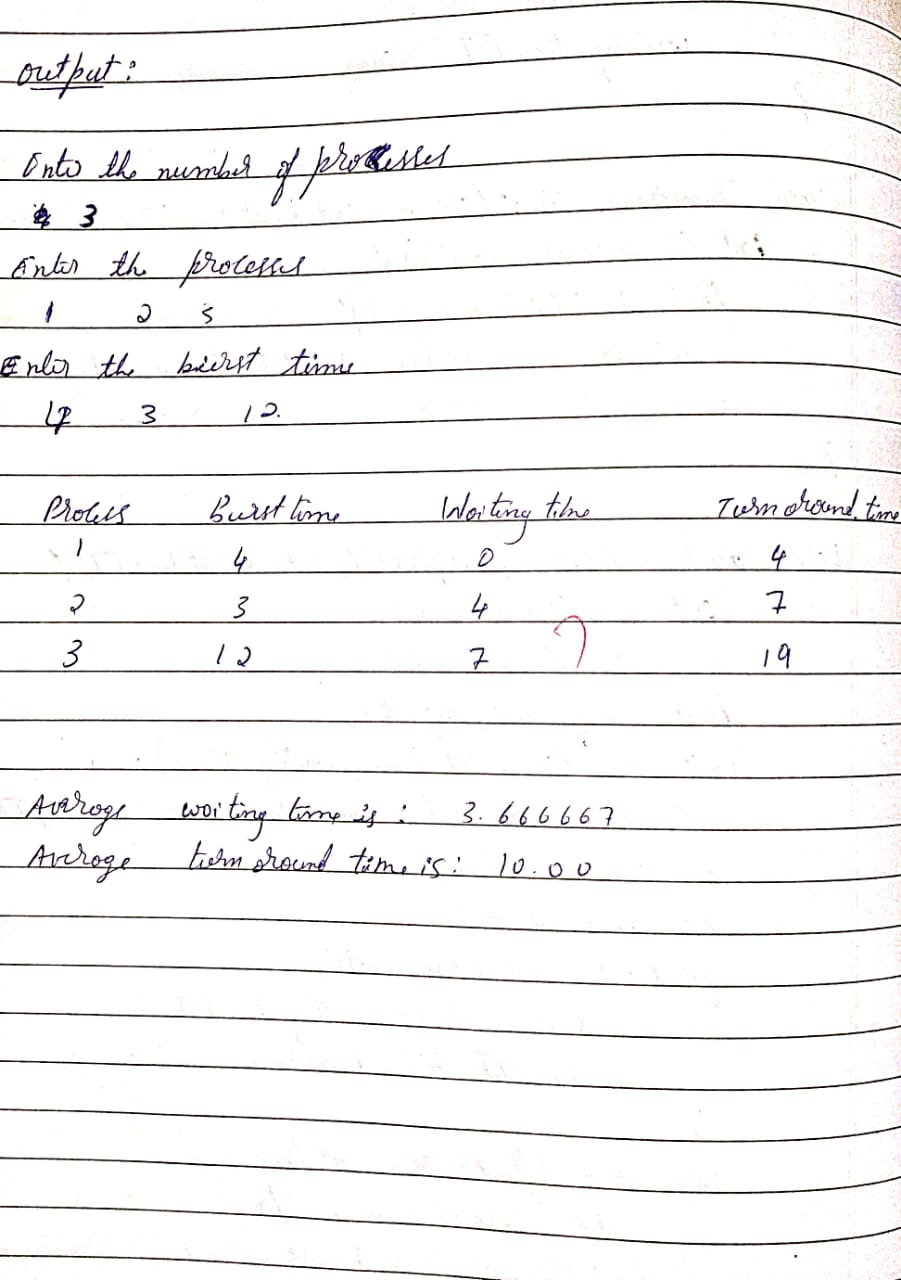 output:
Enter the number of processes
3
Enter the processes
1 2 3
Enter the burst time
4 3 12.
Process Burst time Waiting time Turn around time
1 4 0 4
2 3 4 7
3 12 7 19
Average waiting time is : 3.666667
Average turn around time is: 10.00